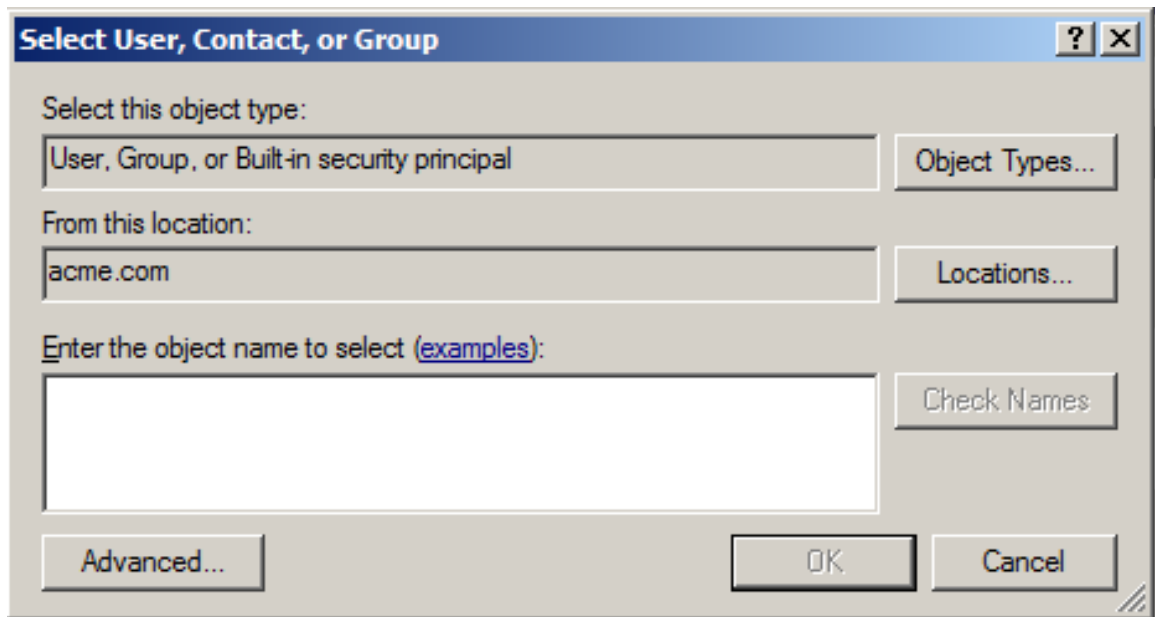 Select User, Contact, or Group
Select this object type:
User, Group, or Built-in security principal
Object Types...
From this location:
acme.com
Locations...
Enter the object name to select (examples):
Check Names
Advanced...
OK
Cancel